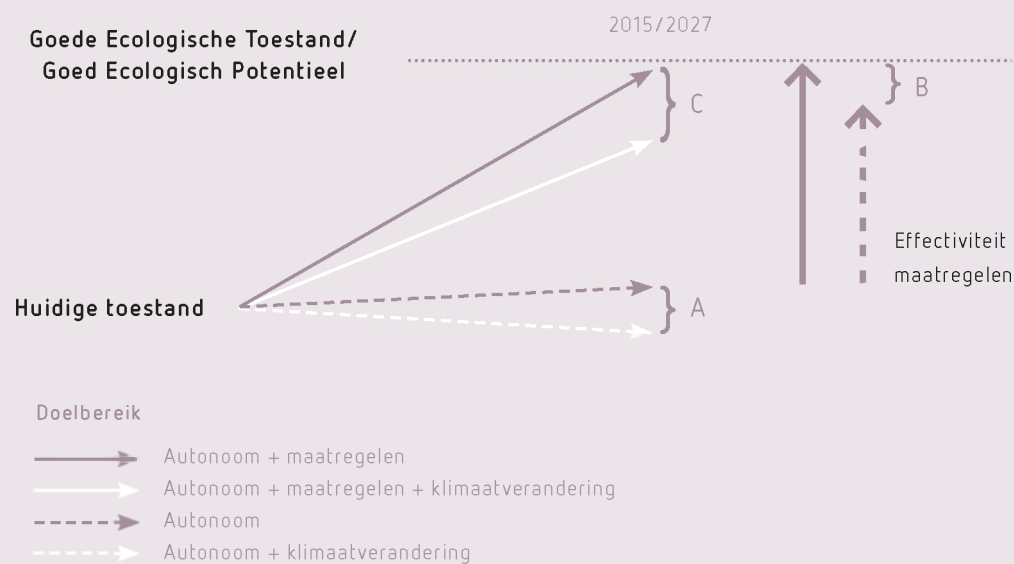 2015/2027
Goede Ecologische Toestand/
Goed Ecologisch Potentieel
B
C
Effectiviteit
maatregelen
Huidige toestand
A
Doelbereik
Autonoom + maatregelen
Autonoom + maatregelen + klimaatverandering
Autonoom
Autonoom + klimaatverandering